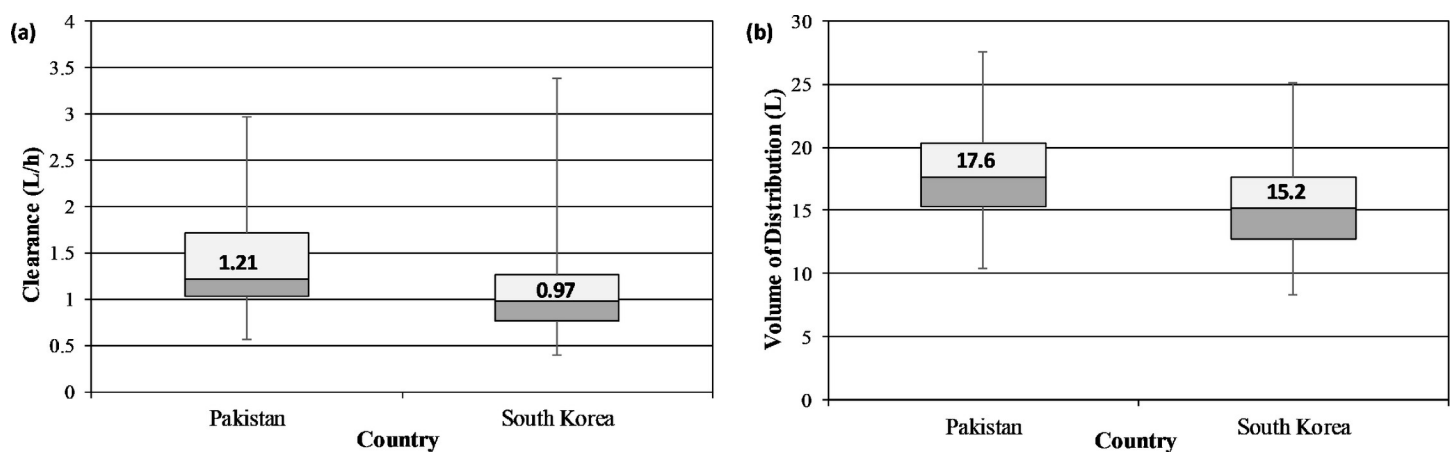 (a)
Clearance (L/h)
4
3.5
3
2.5
2
1.5
1
0.5
0
1.21
0.97
Pakistan
South Korea
Country
(b)
Volume of Distribution (L)
30
25
20
15
10
5
0
17.6
15.2
Pakistan
South Korea
Country